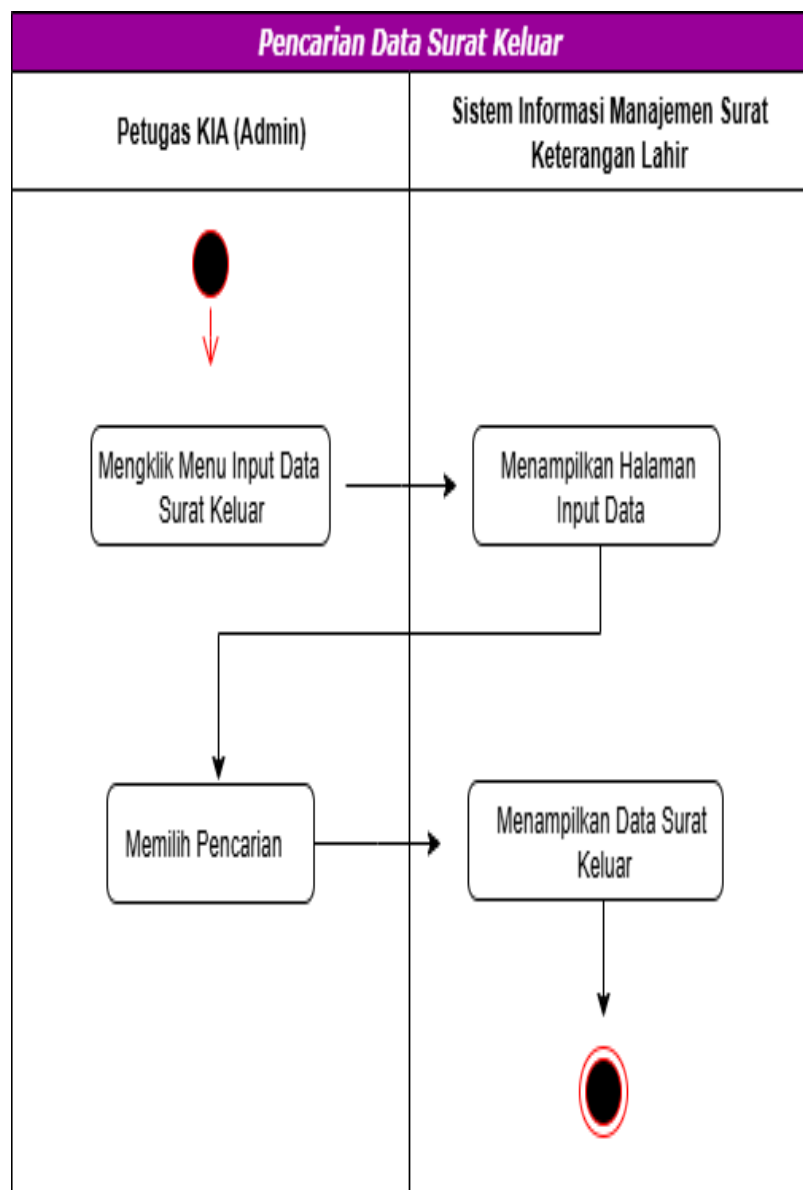 Pencarian Data Surat Keluar
Petugas KIA (Admin)
Sistem Informasi Manajemen Surat
Keterangan Lahir
Mengklik Menu Input Data
Surat Keluar
Menampilkan Halaman
Input Data
Memilih Pencarian
Menampilkan Data Surat
Keluar